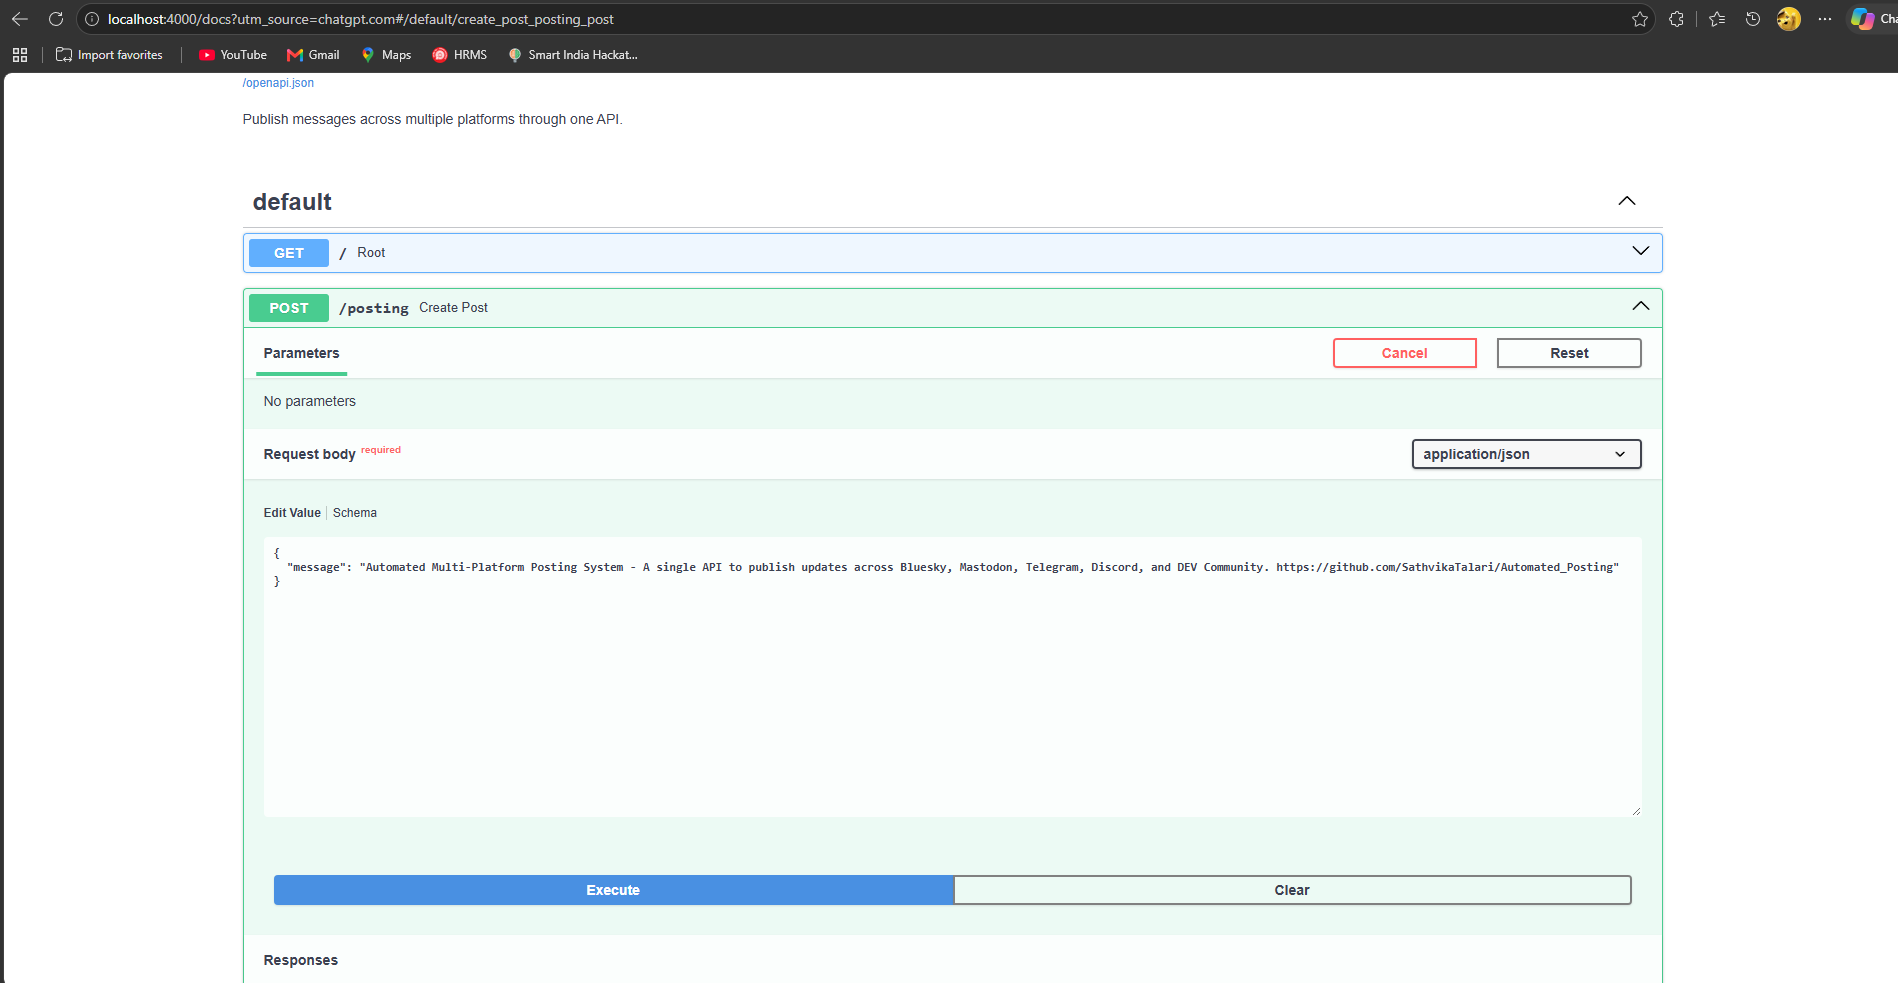 localhost:4000/docs?utm_source=chatgpt.com#/default/create_post_posting_post
Import favorites
YouTube
Gmail
Maps
HRMS
Smart India Hackat...
/openapi.json
Publish messages across multiple platforms through one API.
default
GET / Root
POST /posting Create Post
Parameters
Cancel
Reset
No parameters
Request body required
application/json
Edit Value | Schema
{
"message": "Automated Multi-Platform Posting System - A single API to publish updates across Bluesky, Mastodon, Telegram, Discord, and DEV Community. https://github.com/SathvikaTalari/Automated_Posting"
}
Execute
Clear
Responses